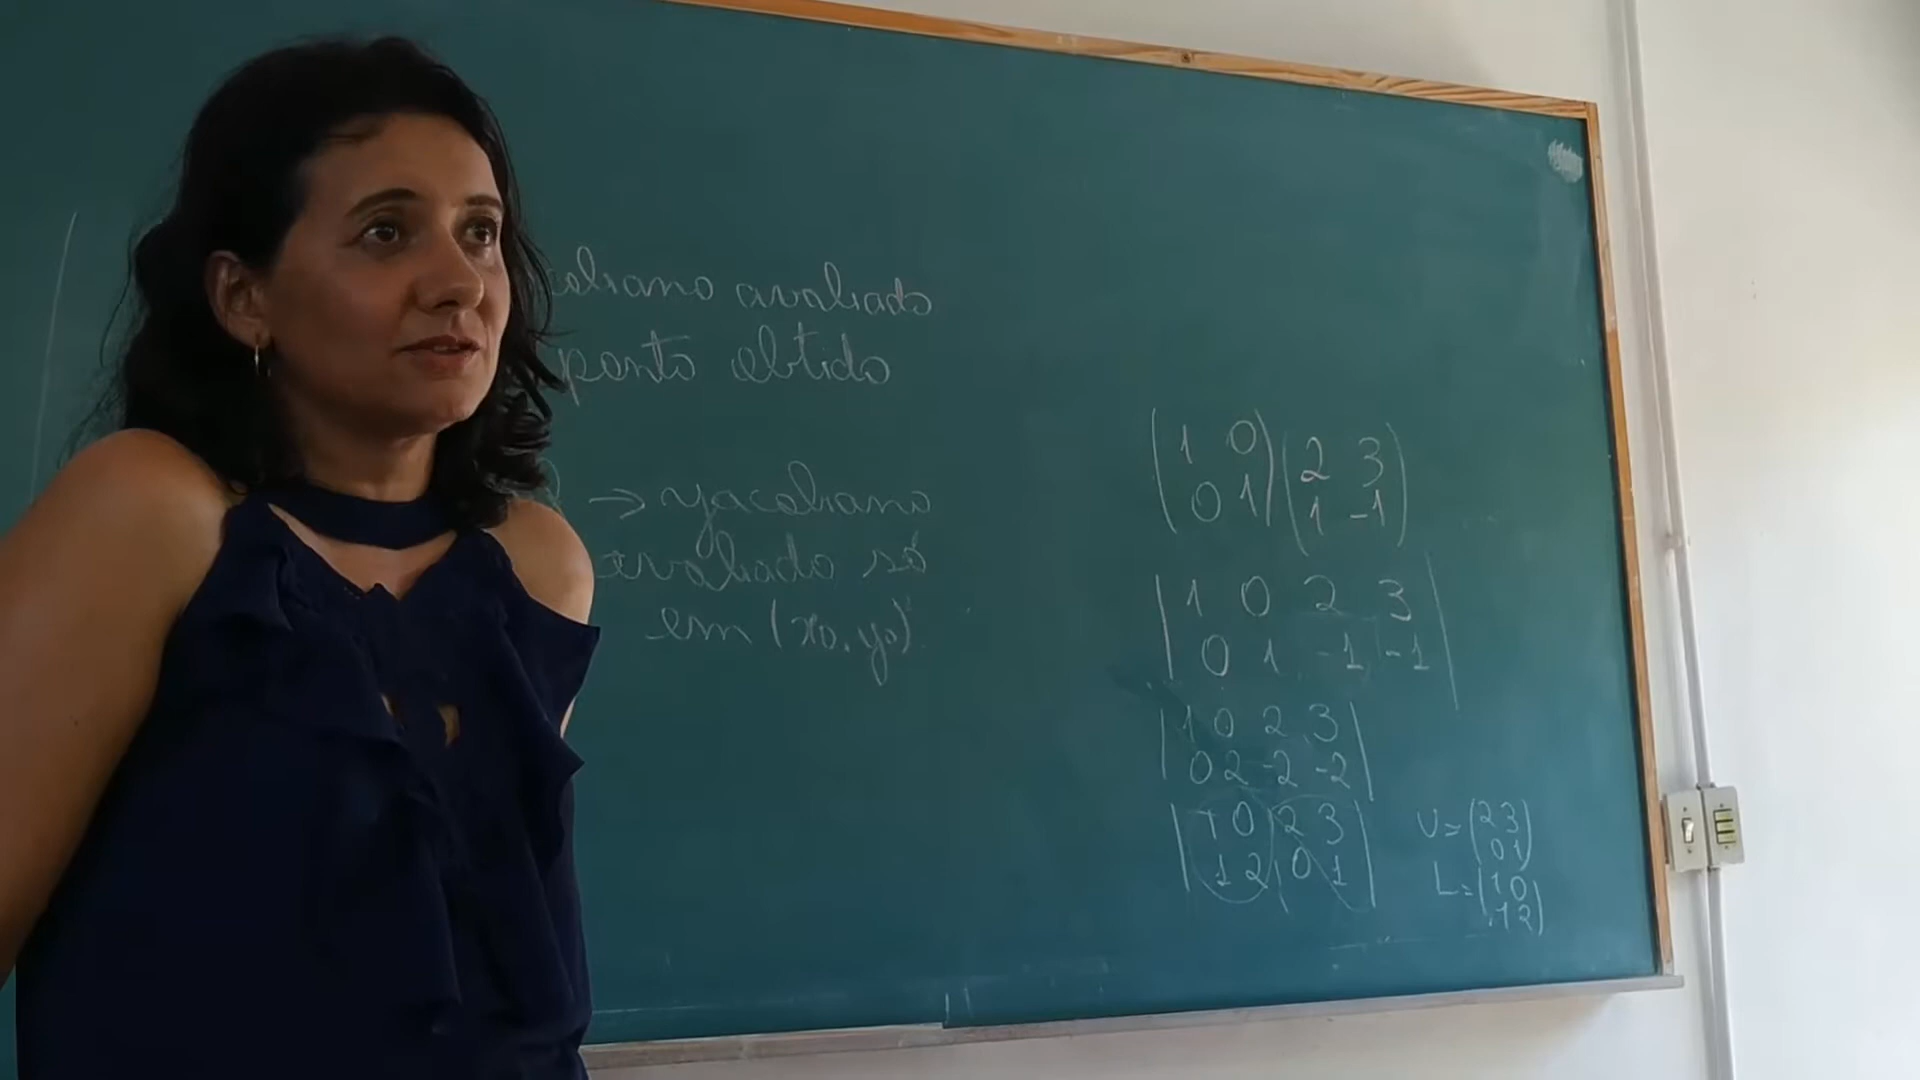 avaliado
ponto obtido
→ yacobiano
avaliado só
em (x0, y0)
(1 0) (2 3)
(0 1) (1 -1)
| 1 0 2 3 |
| 0 1 -1 -1 |
| 1 0 2 3 |
| 0 2 -2 -2 |
| 1 0 | 2 3 |
| 1 2 | 0 1 |
U = (2 3)
(0 1)
L = (1 0)
(1 2)